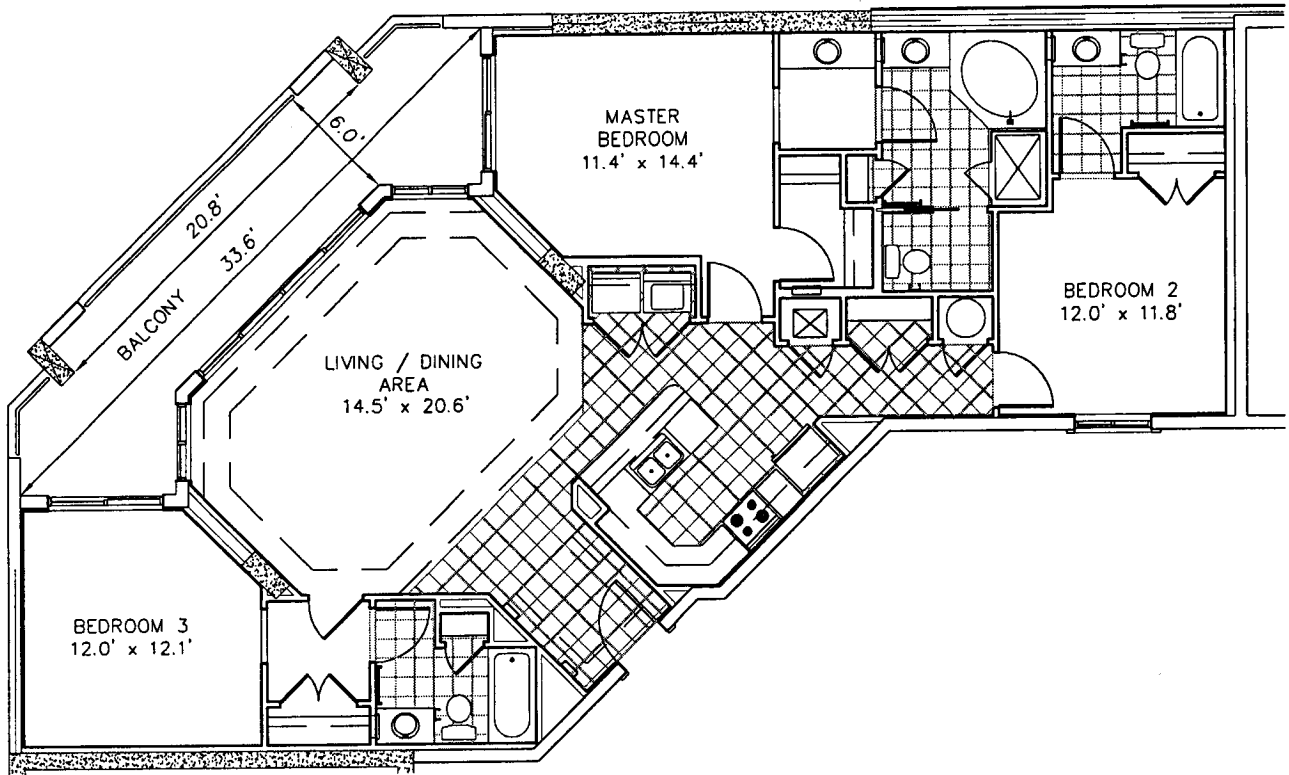 MASTER
BEDROOM
11.4' x 14.4'
6.0'
20.8'
33.6'
BALCONY
BEDROOM 2
12.0' x 11.8'
LIVING / DINING
AREA
14.5' x 20.6'
BEDROOM 3
12.0' x 12.1'